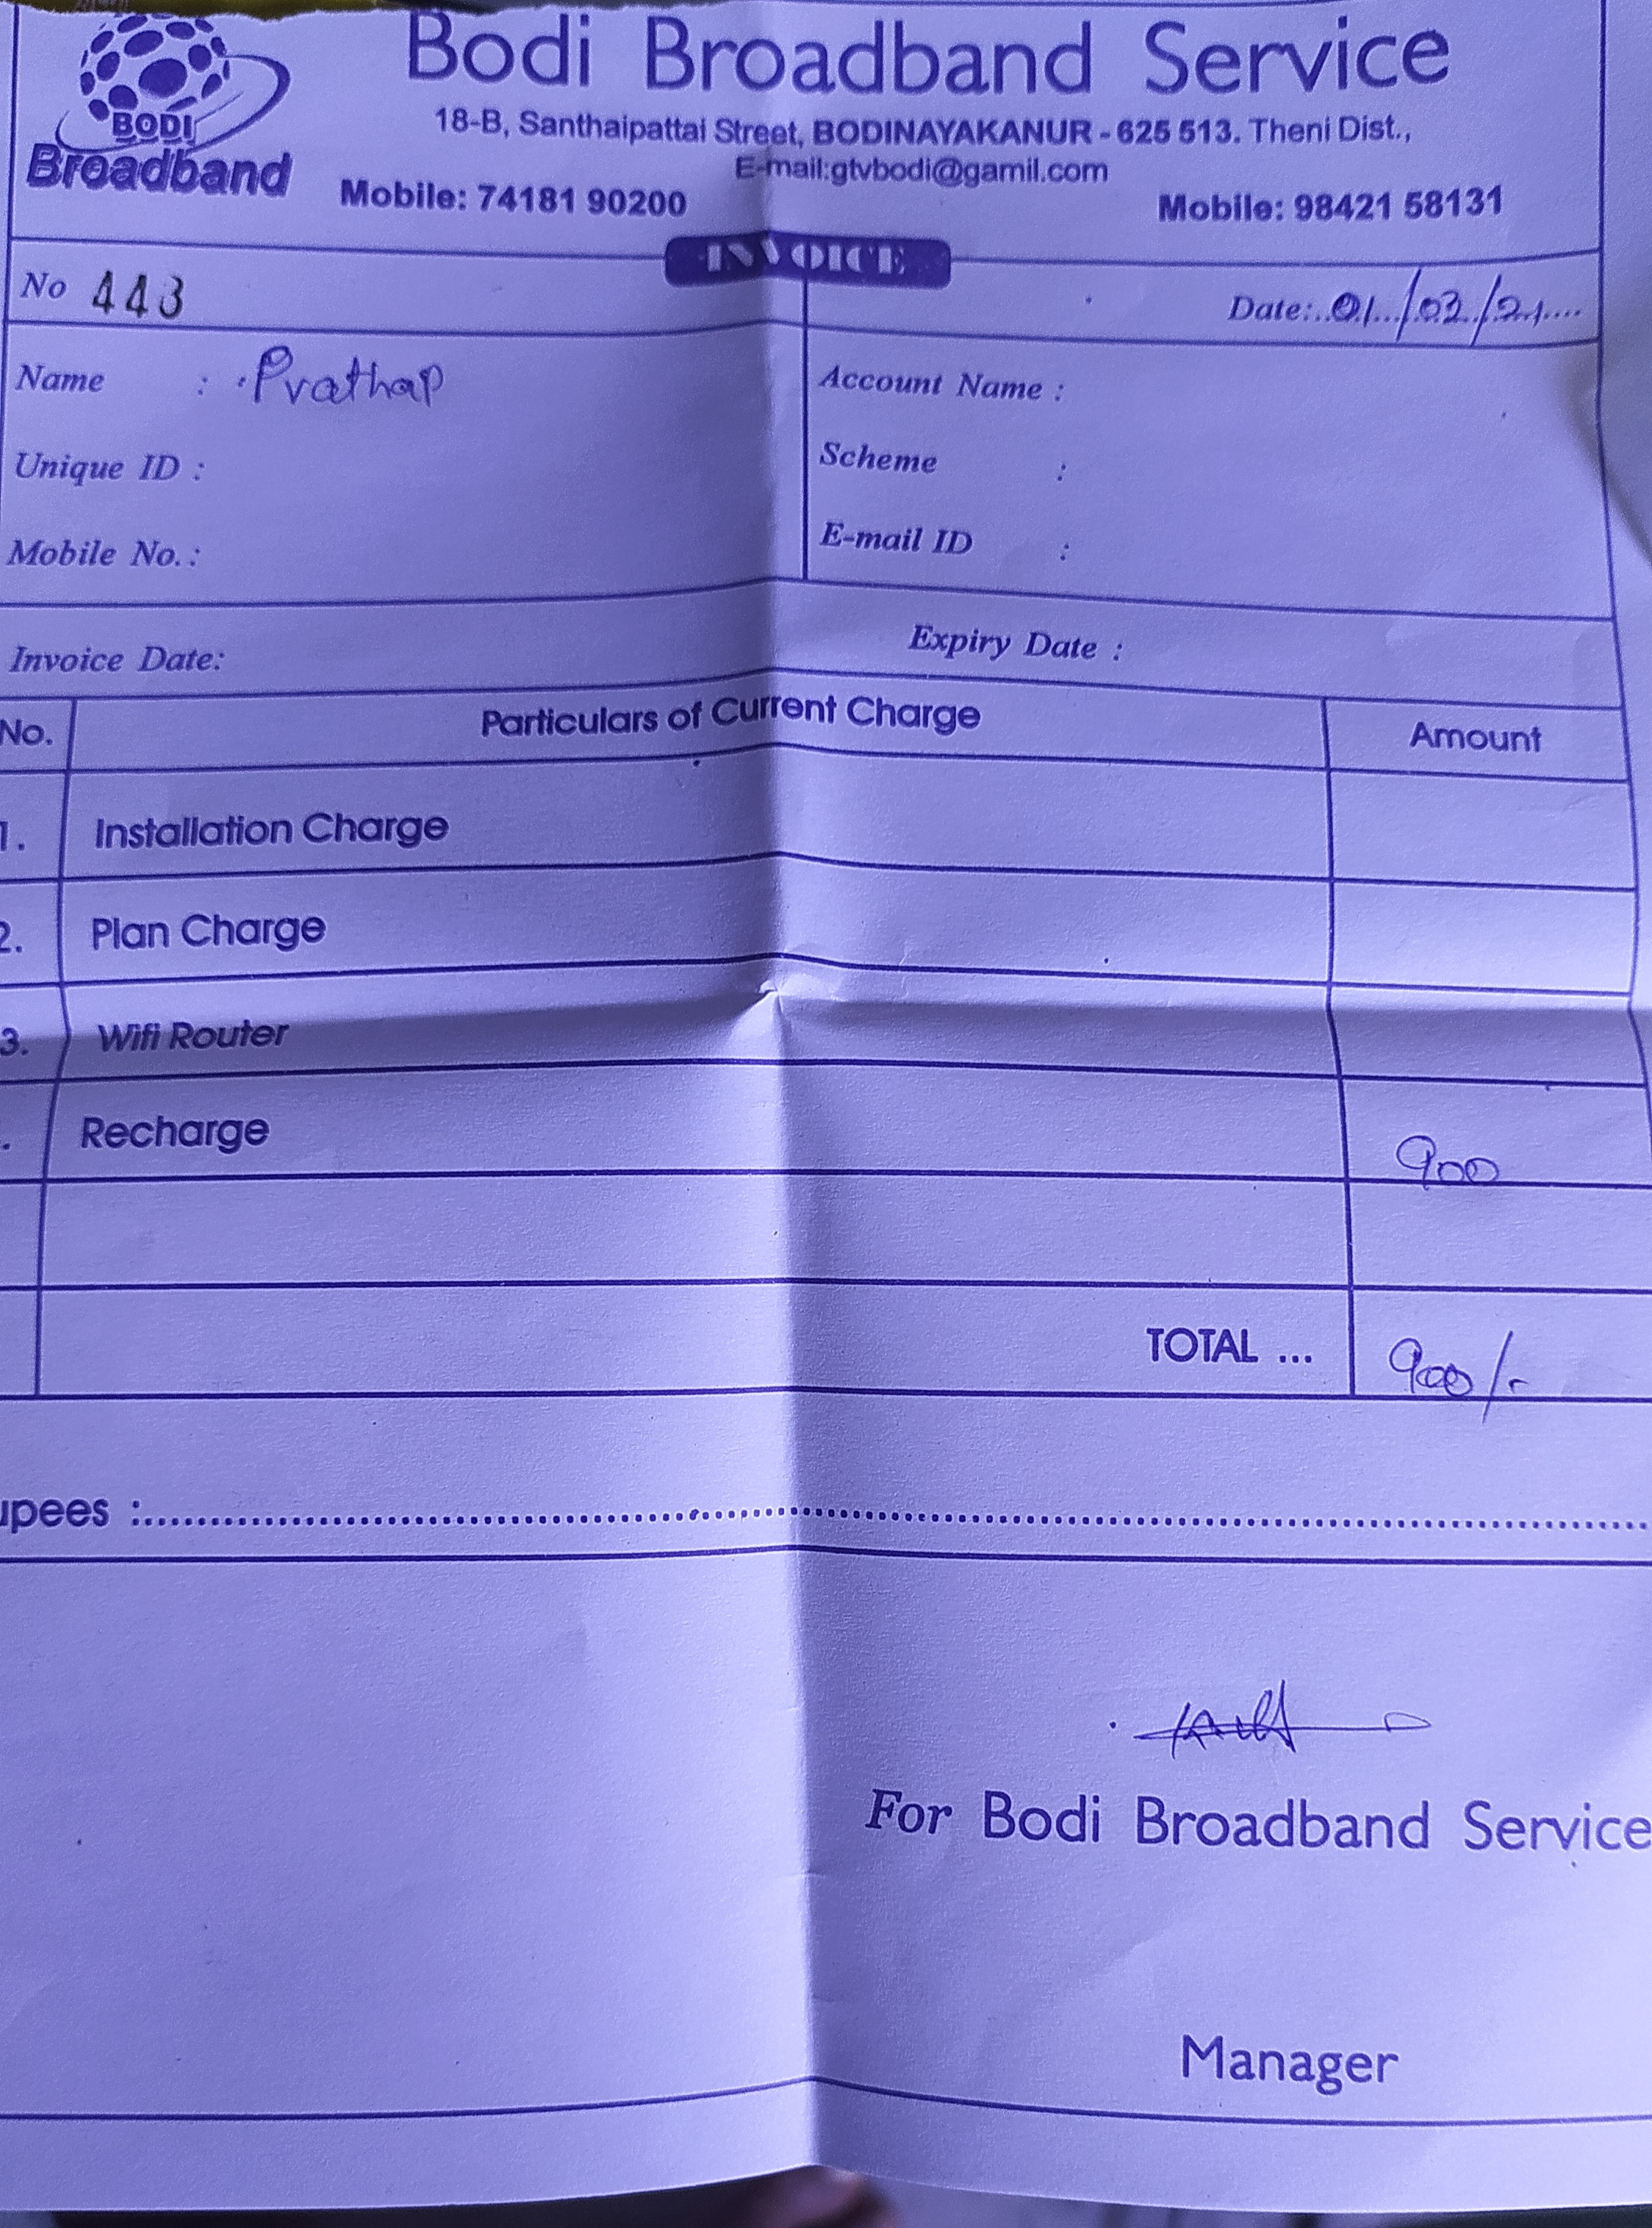 Bodi Broadband Service
BODI
Broadband
18-B, Santhaipattai Street, BODINAYAKANUR - 625 513. Theni Dist.,
E-mail:gtvbodi@gamil.com
Mobile: 74181 90200 Mobile: 98421 58131
INVOICE
No 443 Date: 01/02/21
Name : Prathap Account Name :
Unique ID : Scheme :
Mobile No. : E-mail ID :
Invoice Date: Expiry Date :
No. Particulars of Current Charge Amount
1. Installation Charge
2. Plan Charge
3. Wifi Router
. Recharge 900
TOTAL ... 900/-
upees :
For Bodi Broadband Service
Manager